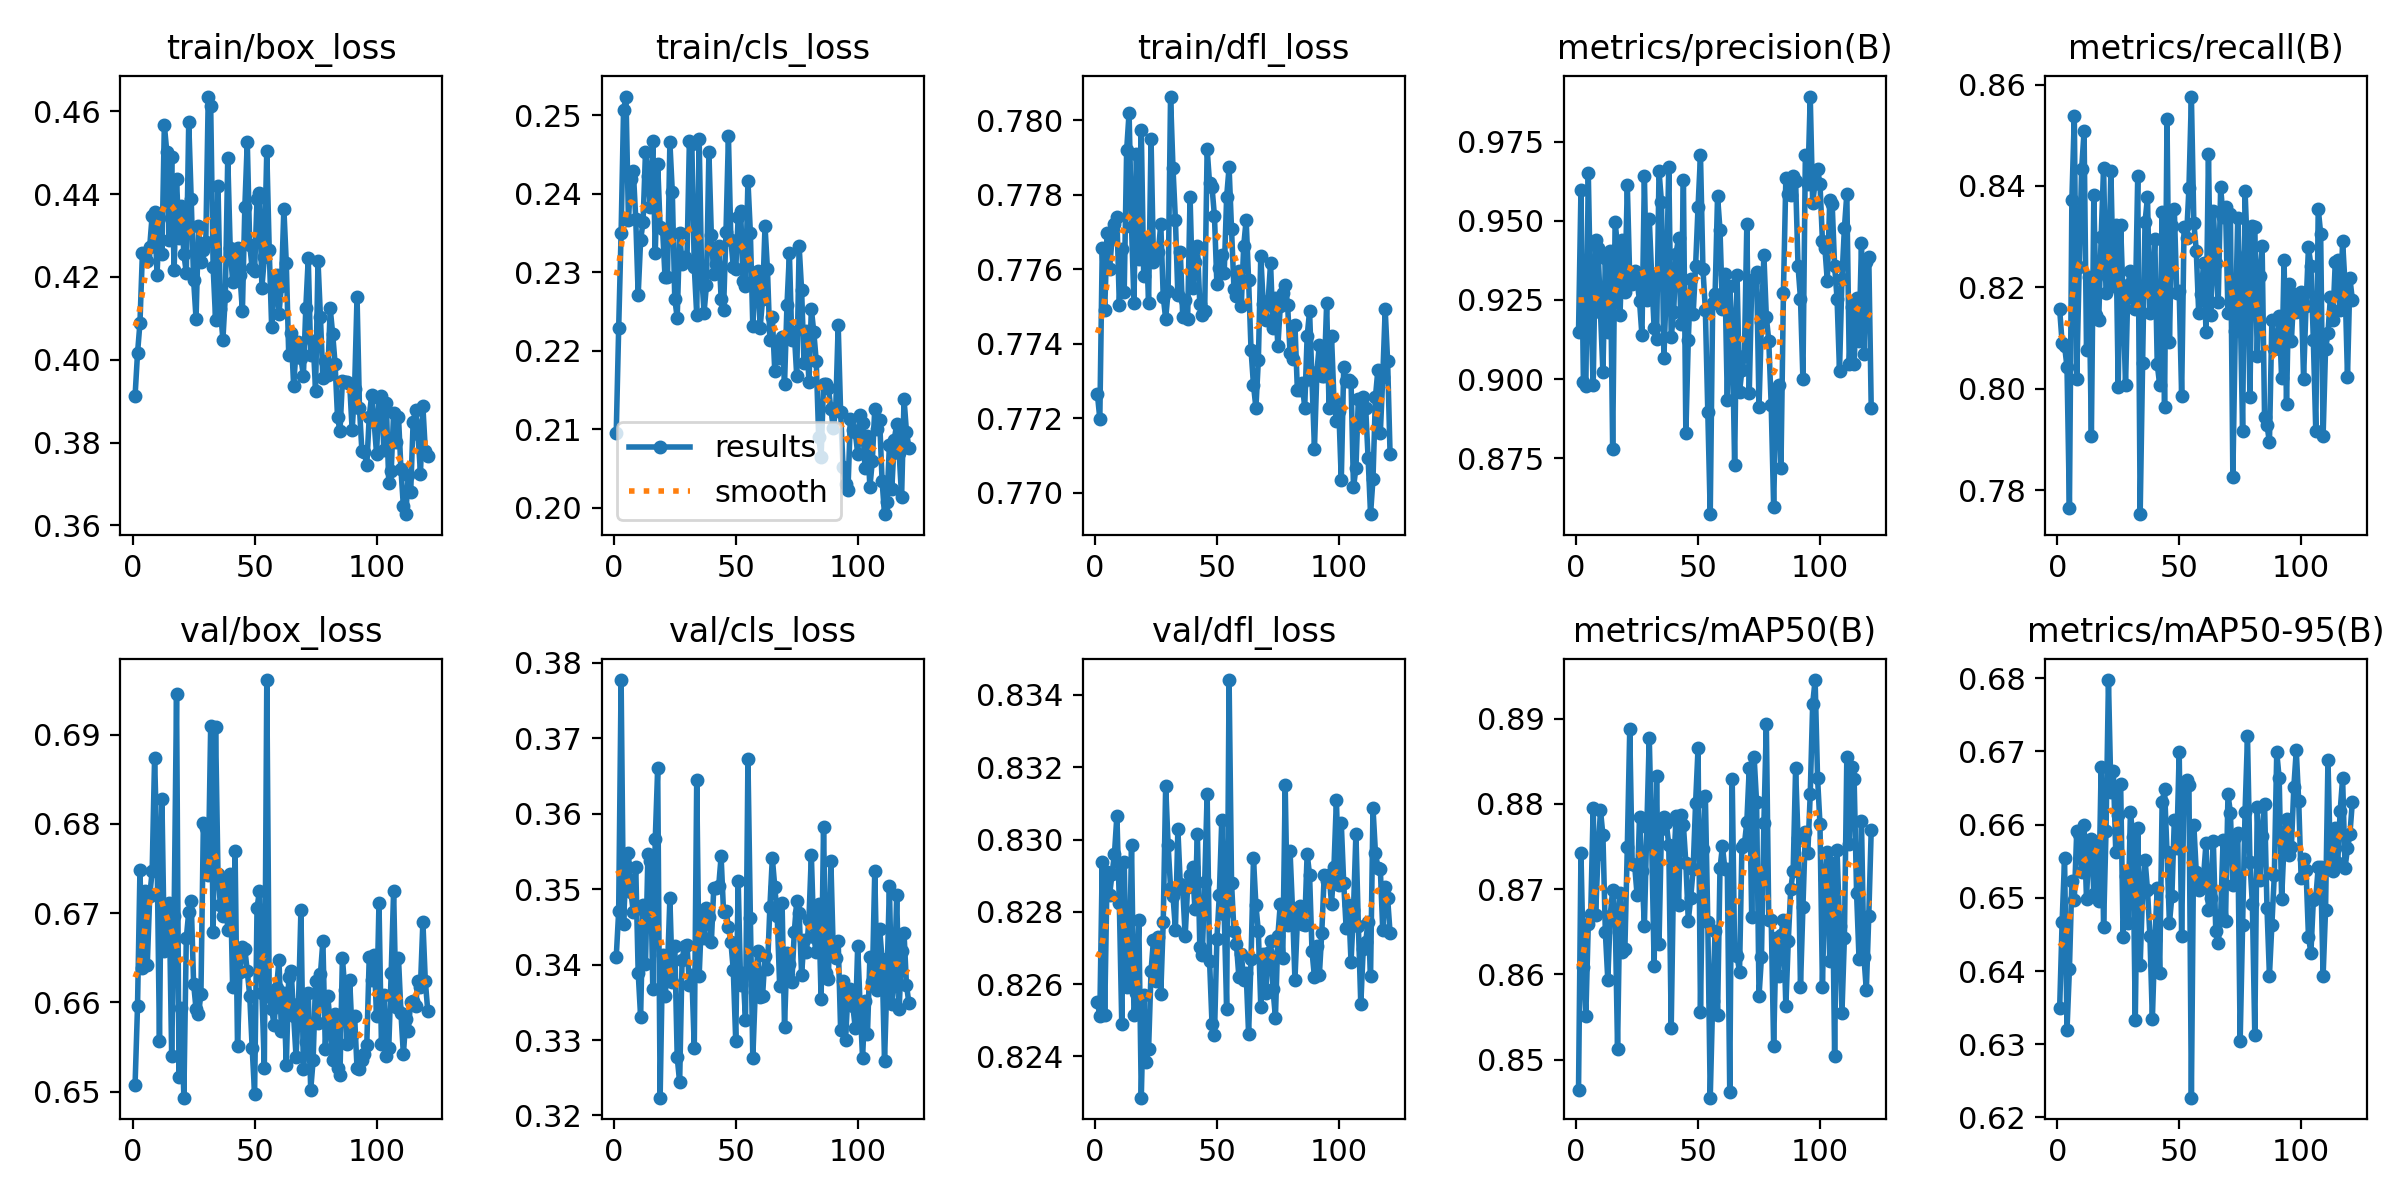 train/box_loss
0.46
0.44
0.42
0.40
0.38
0.36
0 50 100
train/cls_loss
0.25
0.24
0.23
0.22
0.21
0.20
results
smooth
0 50 100
train/dfl_loss
0.780
0.778
0.776
0.774
0.772
0.770
0 50 100
metrics/precision(B)
0.975
0.950
0.925
0.900
0.875
0 50 100
metrics/recall(B)
0.86
0.84
0.82
0.80
0.78
0 50 100
val/box_loss
0.69
0.68
0.67
0.66
0.65
0 50 100
val/cls_loss
0.38
0.37
0.36
0.35
0.34
0.33
0.32
0 50 100
val/dfl_loss
0.834
0.832
0.830
0.828
0.826
0.824
0 50 100
metrics/mAP50(B)
0.89
0.88
0.87
0.86
0.85
0 50 100
metrics/mAP50-95(B)
0.68
0.67
0.66
0.65
0.64
0.63
0.62
0 50 100